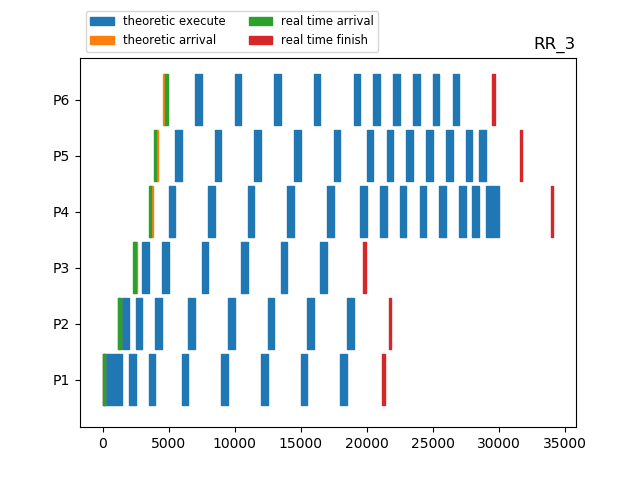 theoretic execute
theoretic arrival
real time arrival
real time finish
RR_3
P6
P5
P4
P3
P2
P1
0 5000 10000 15000 20000 25000 30000 35000